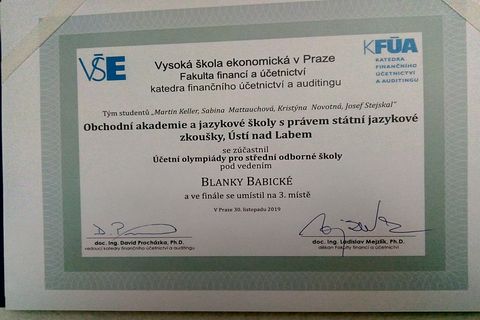 VŠE
Vysoká škola ekonomická v Praze
Fakulta financí a účetnictví
katedra finančního účetnictví a auditingu
KFÚA
KATEDRA
FINANČNÍHO
ÚČETNICTVÍ
A AUDITINGU
Tým studentů „Martin Keller, Sabina Mattauchová, Kristýna Novotná, Josef Stejskal"
Obchodní akademie a jazykové školy s právem státní jazykové
zkoušky, Ústí nad Labem
se zúčastnil
Účetní olympiády pro střední odborné školy
pod vedením
BLANKY BABICKÉ
a ve finále se umístil na 3. místě
V Praze 30. listopadu 2019
doc. Ing. David Procházka, Ph.D.
vedoucí katedry finančního účetnictví a auditingu
doc. Ing. Ladislav Mejzlík, Ph.D.
děkan Fakulty financí a účetnictví